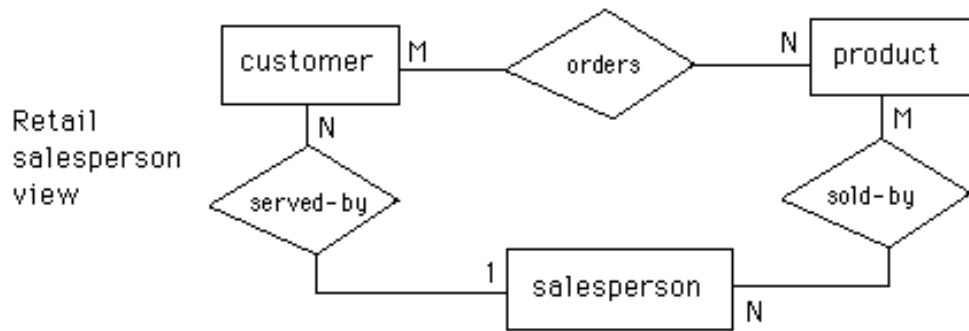 customer
M
orders
N
product
Retail
salesperson
view
N
M
served-by
sold-by
1
salesperson
N